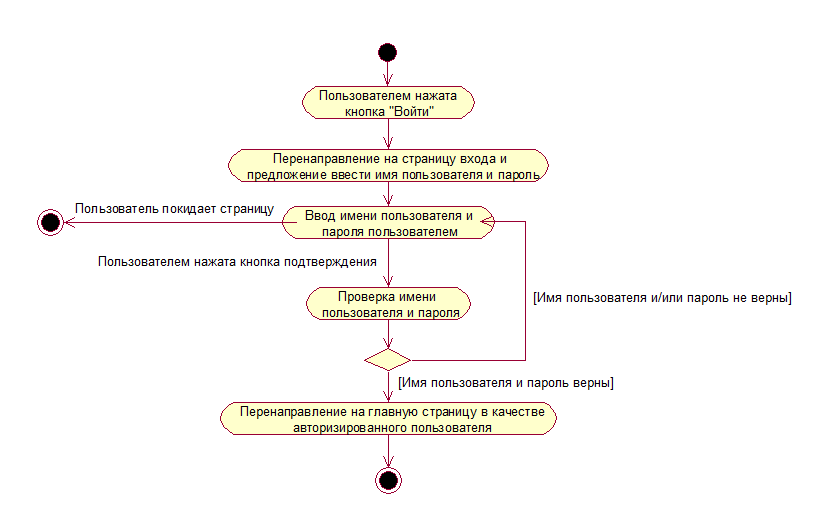 Пользователем нажата
кнопка "Войти"
Перенаправление на страницу входа и
предложение ввести имя пользователя и пароль
Пользователь покидает страницу
Ввод имени пользователя и
пароля пользователем
Пользователем нажата кнопка подтверждения
Проверка имени
пользователя и пароля
[Имя пользователя и/или пароль не верны]
[Имя пользователя и пароль верны]
Перенаправление на главную страницу в качестве
авторизированного пользователя